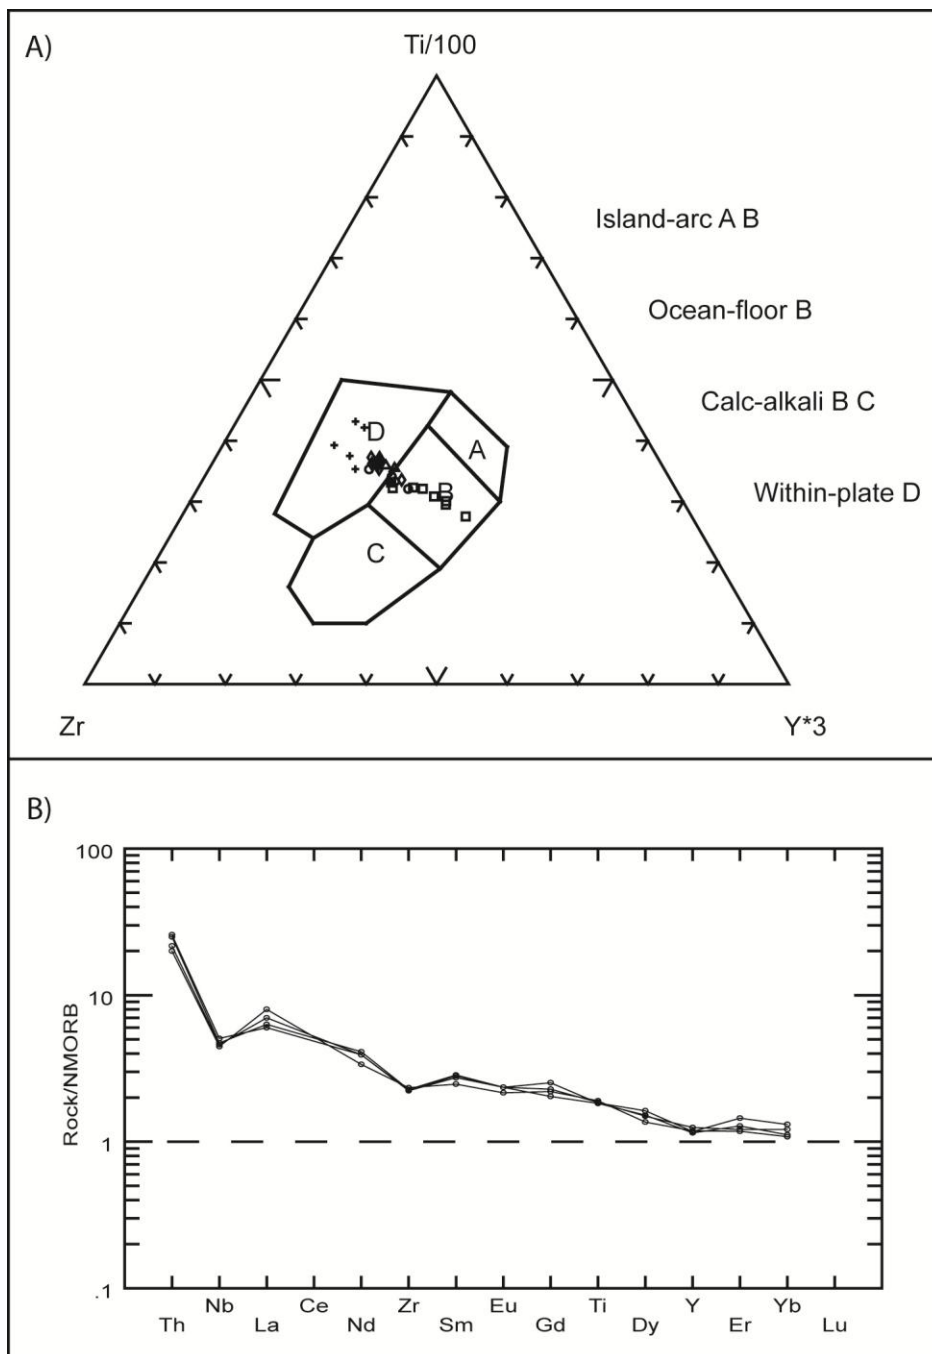 A)
Ti/100
Island-arc A B
Ocean-floor B
Calc-alkali B C
Within-plate D
D
A
B
C
Zr
Y*3
B)
100
10
1
.1
Rock/NMORB
Nb Ce Zr Eu Ti Y Yb
Th La Nd Sm Gd Dy Er Lu